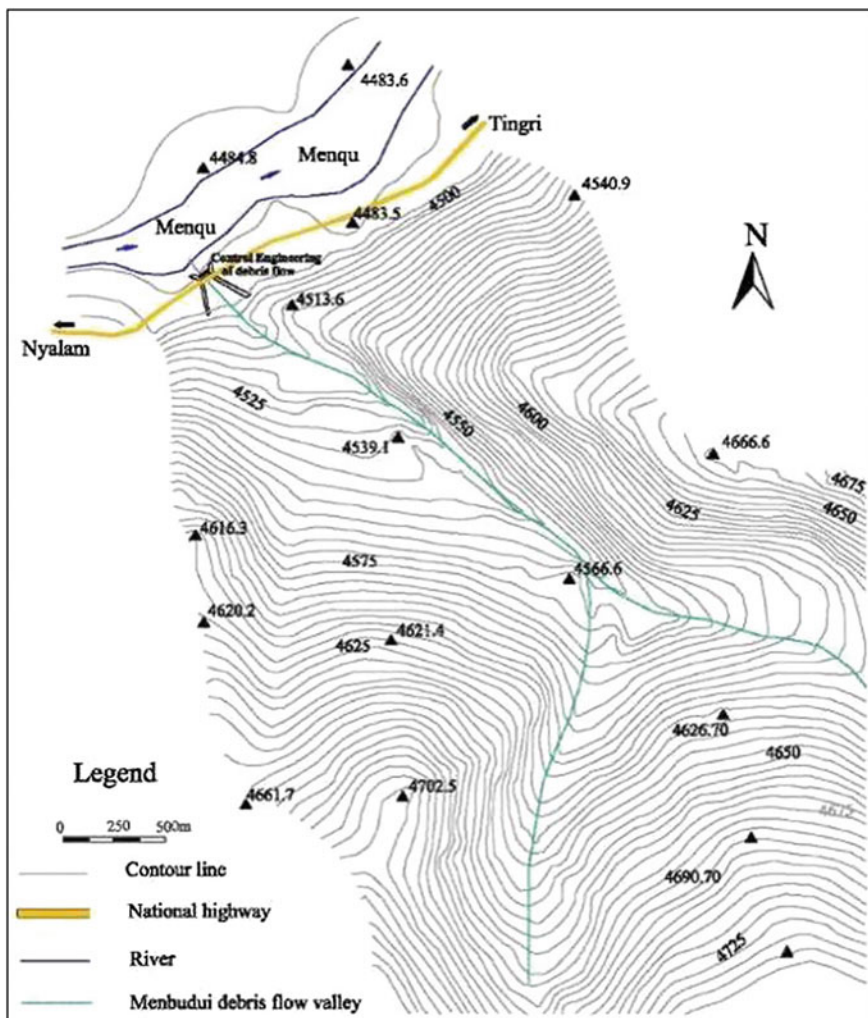 4483.6
Tingri
4484.8
Menqu
4540.9
4500
4483.5
Menqu
N
Control Engineering
of debris flow
4513.6
Nyalam
4525
4550
4600
4539.1
4666.6
4675
4650
4625
4616.3
4575
4566.6
4620.2
4621.4
4625
4626.70
4650
Legend
4661.7
4702.5
4675
0 250 500m
Contour line
4690.70
National highway
4725
River
Menbudui debris flow valley